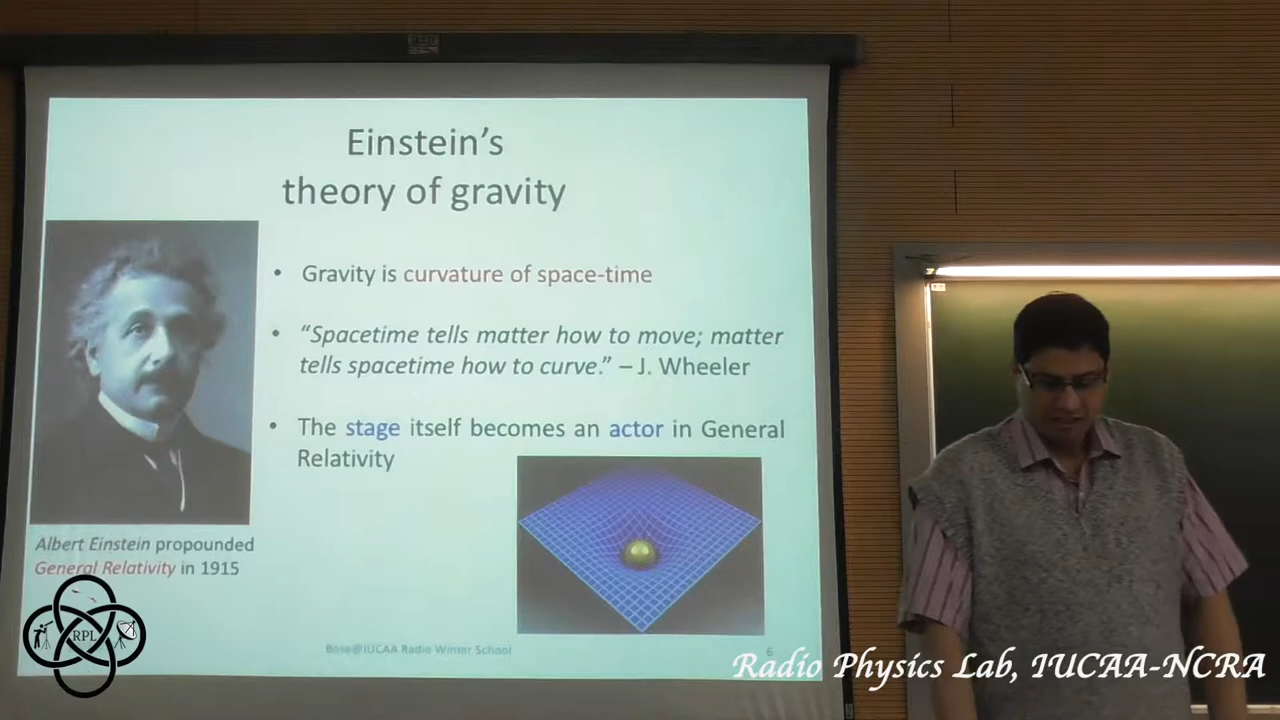 Einstein's
theory of gravity
• Gravity is curvature of space-time
• “Spacetime tells matter how to move; matter
tells spacetime how to curve.” – J. Wheeler
• The stage itself becomes an actor in General
Relativity
Albert Einstein propounded
General Relativity in 1915
RPL
Bose@IUCAA Radio Winter School
6
Radio Physics Lab, IUCAA-NCRA